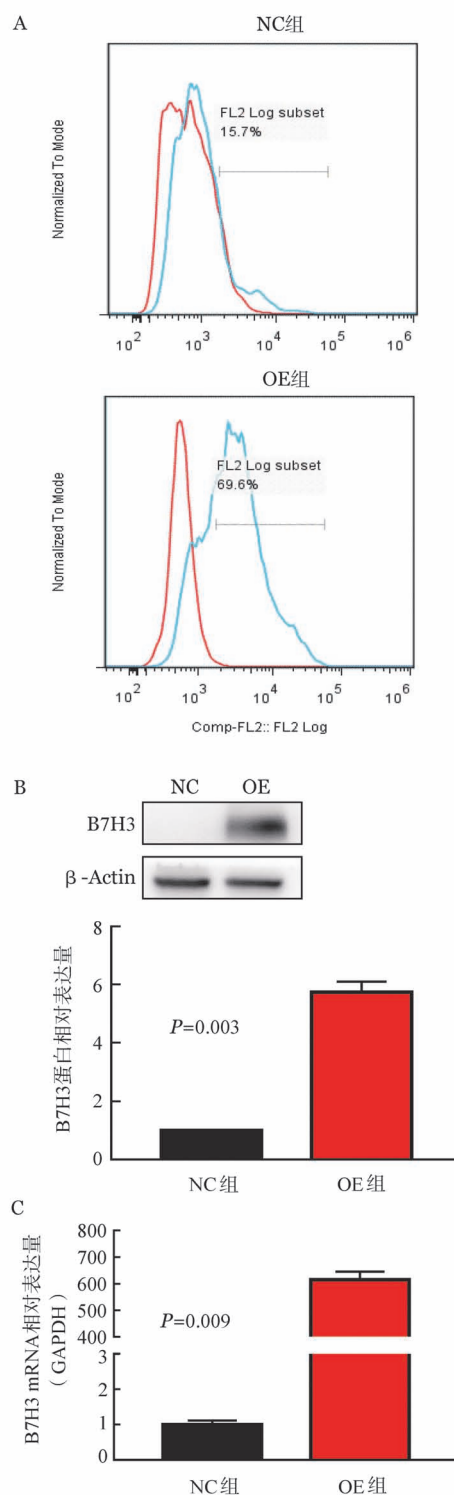 A
NC组
FL2 Log subset
15.7%
Normalized To Mode
10² 10³ 10⁴ 10⁵ 10⁶
OE组
FL2 Log subset
69.6%
Normalized To Mode
10² 10³ 10⁴ 10⁵ 10⁶
Comp-FL2:: FL2 Log
B
NC OE
B7H3
β-Actin
B7H3蛋白相对表达量
8
6
4
2
0
P=0.003
NC组 OE组
C
B7H3 mRNA相对表达量
(GAPDH)
800
700
600
500
400
3
2
1
0
P=0.009
NC组 OE组